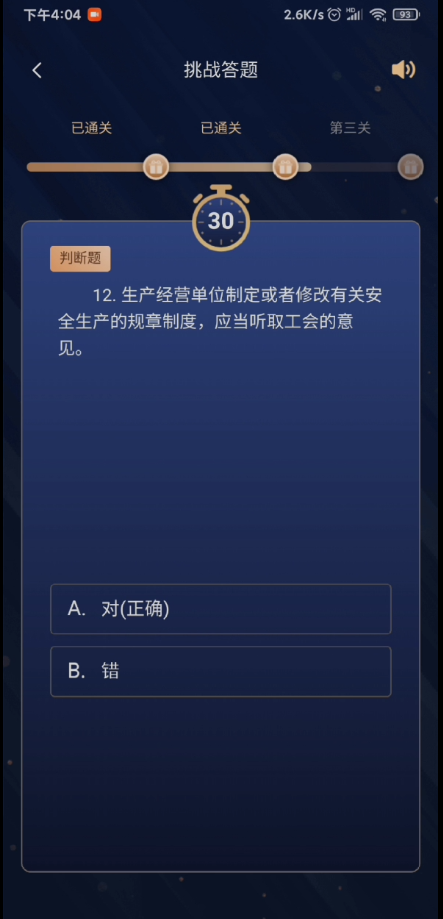 下午4:04 2.6K/s HD 93
挑战答题
已通关 已通关 第三关
30
判断题
12. 生产经营单位制定或者修改有关安
全生产的规章制度，应当听取工会的意
见。
A. 对(正确)
B. 错